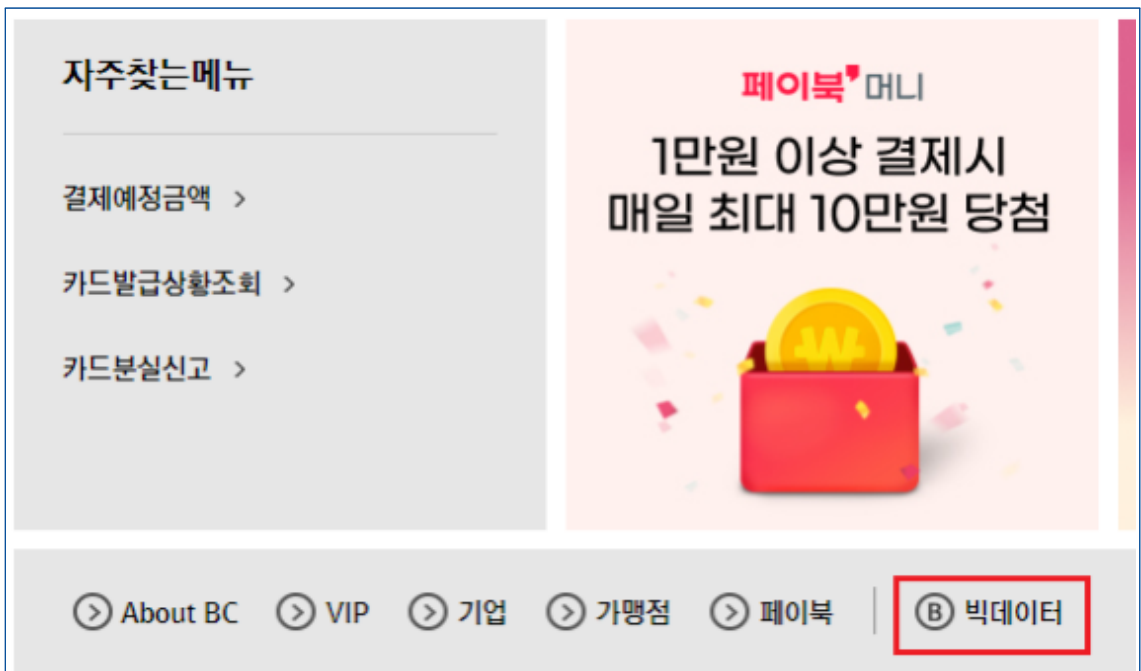 자주찾는메뉴
결제예정금액 >
카드발급상황조회 >
카드분실신고 >
페이북 머니
1만원 이상 결제시
매일 최대 10만원 당첨
About BC VIP 기업 가맹점 페이북 | B 빅데이터